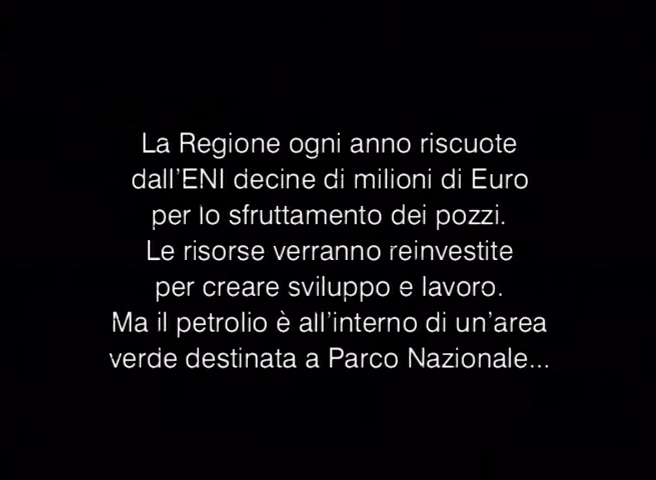 La Regione ogni anno riscuote
dall'ENI decine di milioni di Euro
per lo sfruttamento dei pozzi.
Le risorse verranno reinvestite
per creare sviluppo e lavoro.
Ma il petrolio è all'interno di un'area
verde destinata a Parco Nazionale...